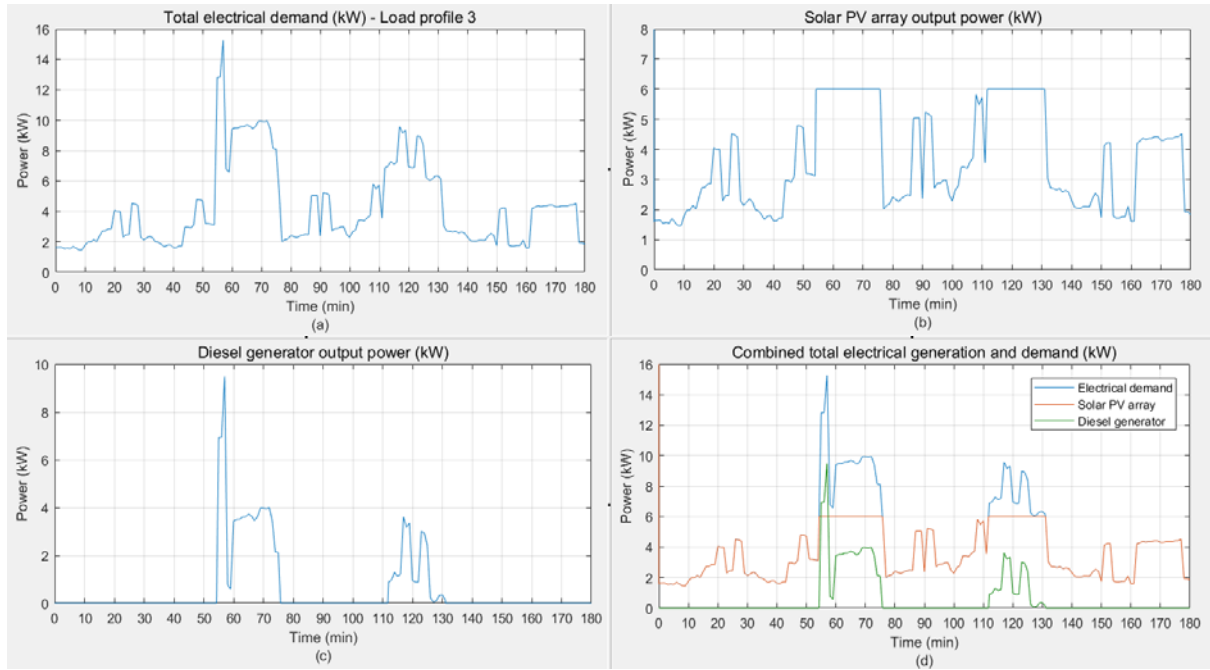 Total electrical demand (kW) - Load profile 3
16
14
12
10
8
6
4
2
0
Power (kW)
0 10 20 30 40 50 60 70 80 90 100 110 120 130 140 150 160 170 180
Time (min)
(a)
Solar PV array output power (kW)
8
7
6
5
4
3
2
1
0
Power (kW)
0 10 20 30 40 50 60 70 80 90 100 110 120 130 140 150 160 170 180
Time (min)
(b)
Diesel generator output power (kW)
10
8
6
4
2
0
Power (kW)
0 10 20 30 40 50 60 70 80 90 100 110 120 130 140 150 160 170 180
Time (min)
(c)
Combined total electrical generation and demand (kW)
16
14
12
10
8
6
4
2
0
Power (kW)
Electrical demand
Solar PV array
Diesel generator
0 10 20 30 40 50 60 70 80 90 100 110 120 130 140 150 160 170 180
Time (min)
(d)